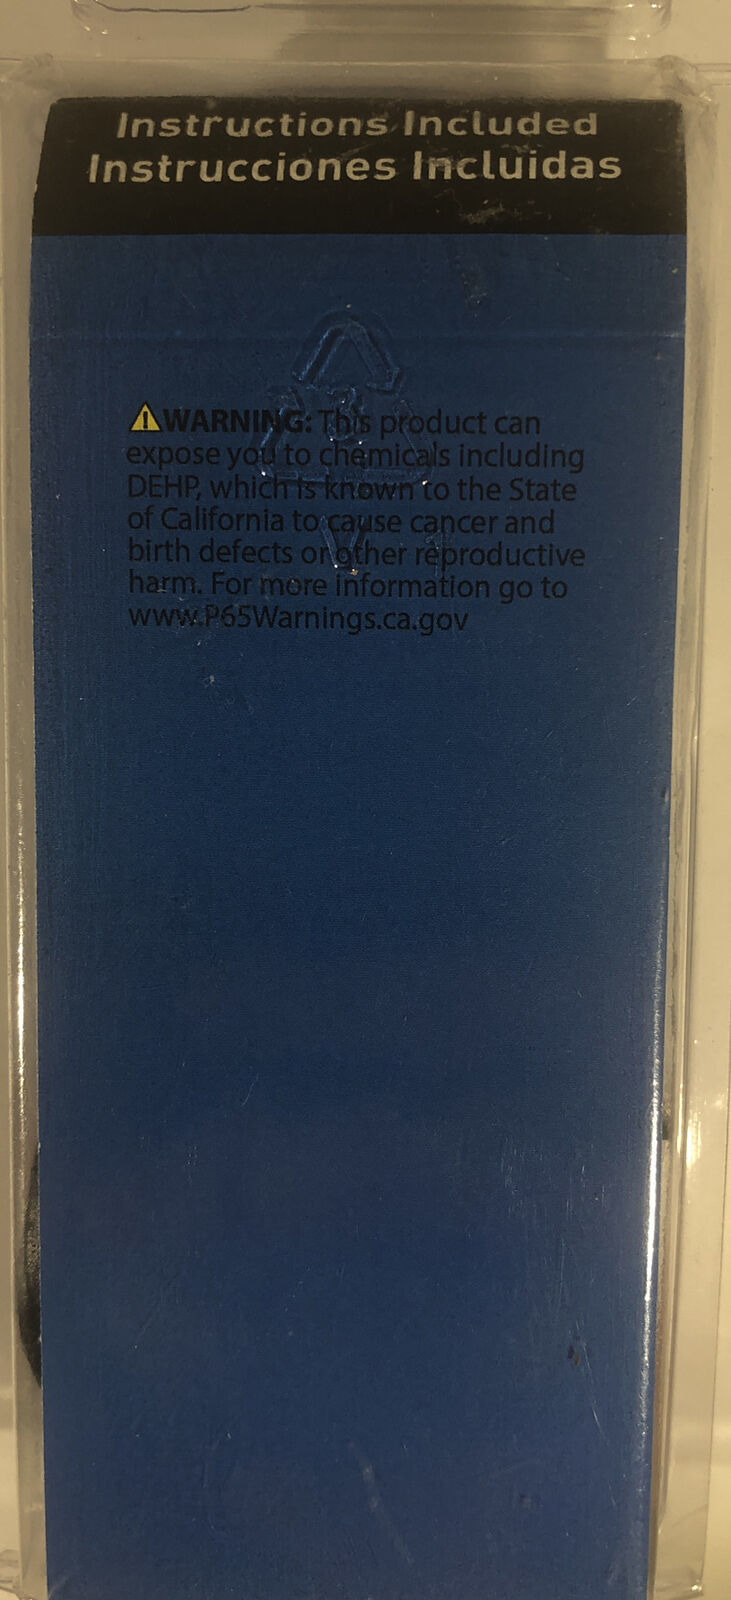 Instructions Included
Instrucciones Incluidas
WARNING: This product can
expose you to chemicals including
DEHP, which is known to the State
of California to cause cancer and
birth defects or other reproductive
harm. For more information go to
www.P65Warnings.ca.gov